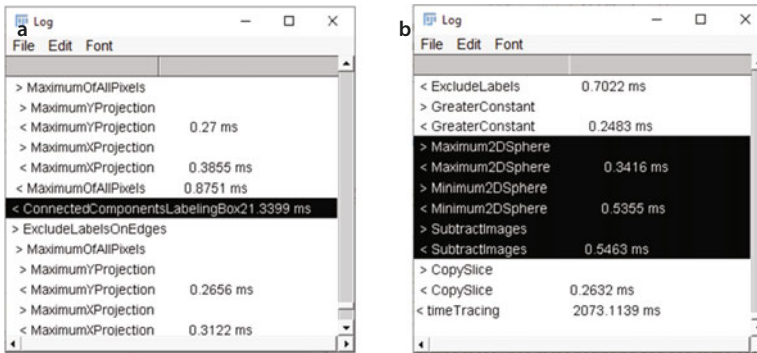 a
Log
File Edit Font
> MaximumOfAllPixels
> MaximumYProjection
< MaximumYProjection 0.27 ms
> MaximumXProjection
< MaximumXProjection 0.3855 ms
< MaximumOfAllPixels 0.8751 ms
< ConnectedComponentsLabelingBox21.3399 ms
> ExcludeLabelsOnEdges
> MaximumOfAllPixels
> MaximumYProjection
< MaximumYProjection 0.2656 ms
> MaximumXProjection
< MaximumXProjection 0.3122 ms
b
Log
File Edit Font
< ExcludeLabels 0.7022 ms
> GreaterConstant
< GreaterConstant 0.2483 ms
> Maximum2DSphere
< Maximum2DSphere 0.3416 ms
> Minimum2DSphere
< Minimum2DSphere 0.5355 ms
> SubtractImages
< SubtractImages 0.5463 ms
> CopySlice
< CopySlice 0.2632 ms
< timeTracing 2073.1139 ms